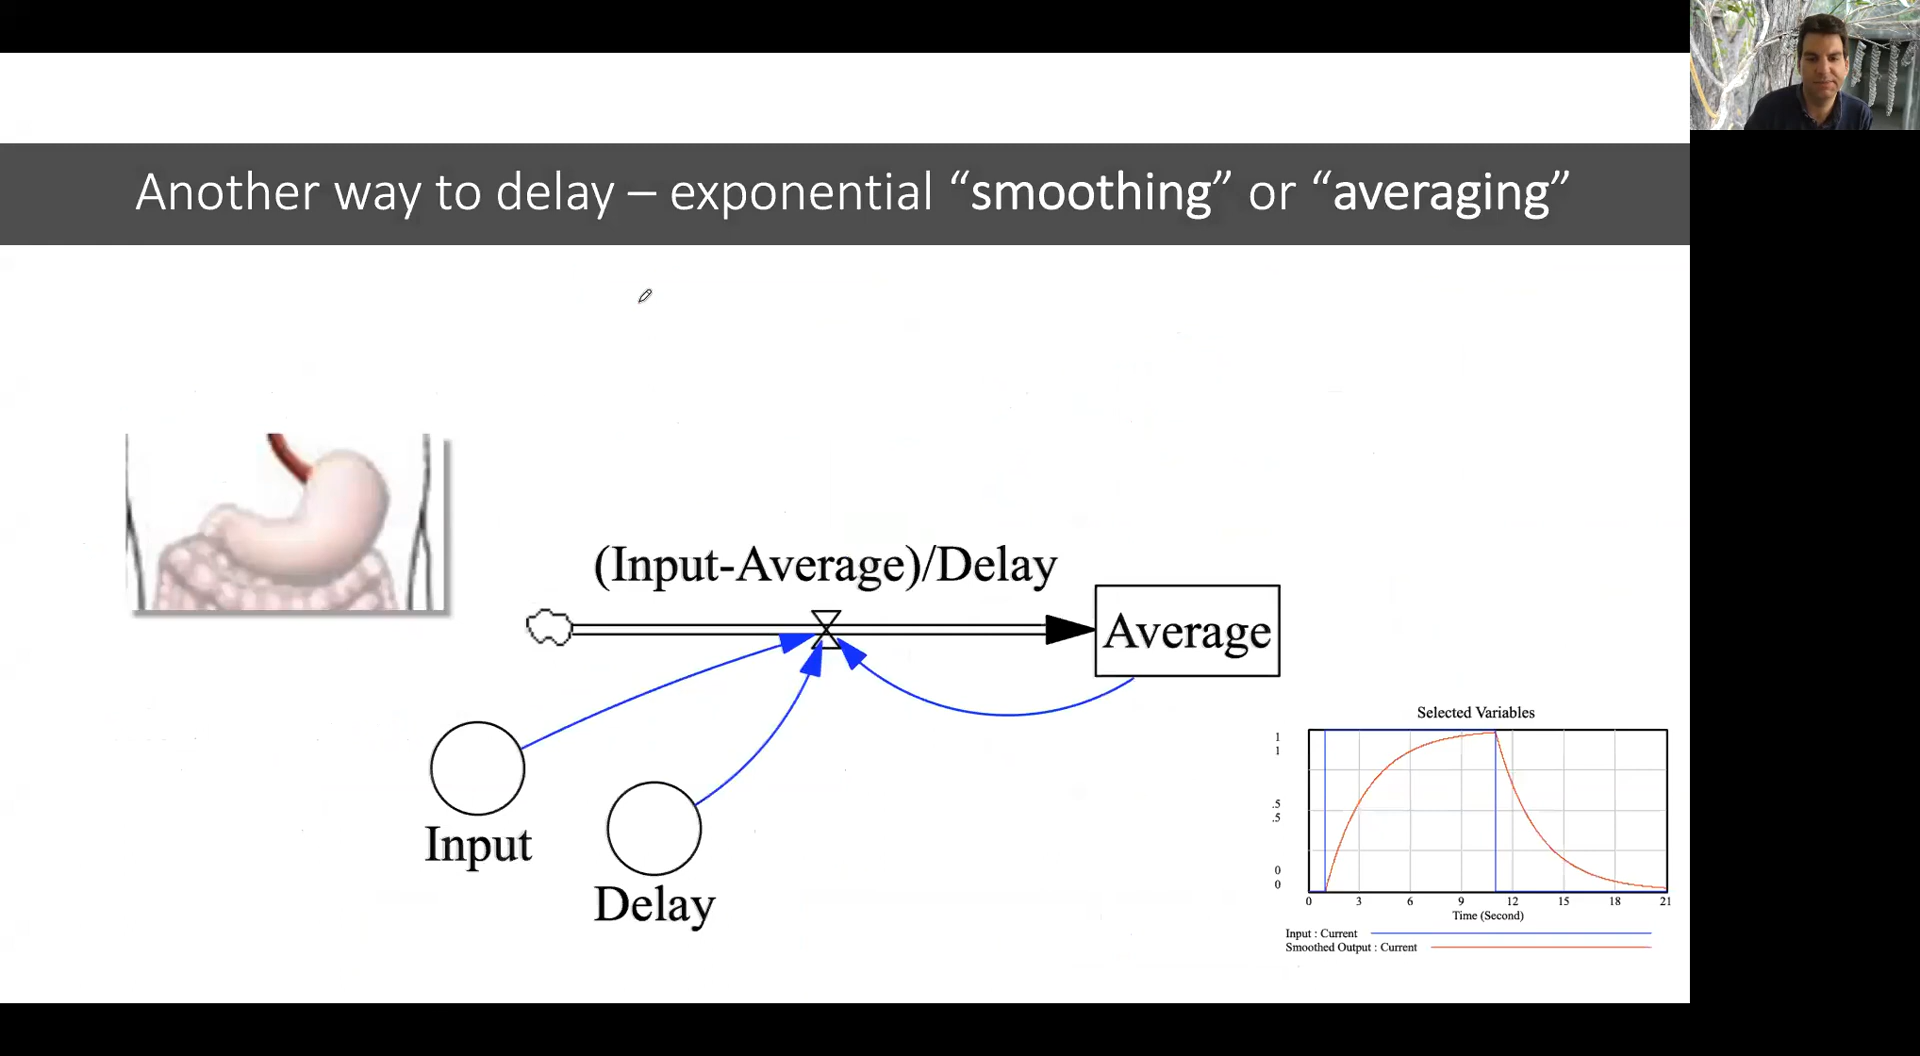 Another way to delay – exponential “smoothing” or “averaging”
(Input-Average)/Delay
Average
Input
Delay
Selected Variables
1
1
.5
.5
0
0
0 3 6 9 12 15 18 21
Time (Second)
Input : Current
Smoothed Output : Current